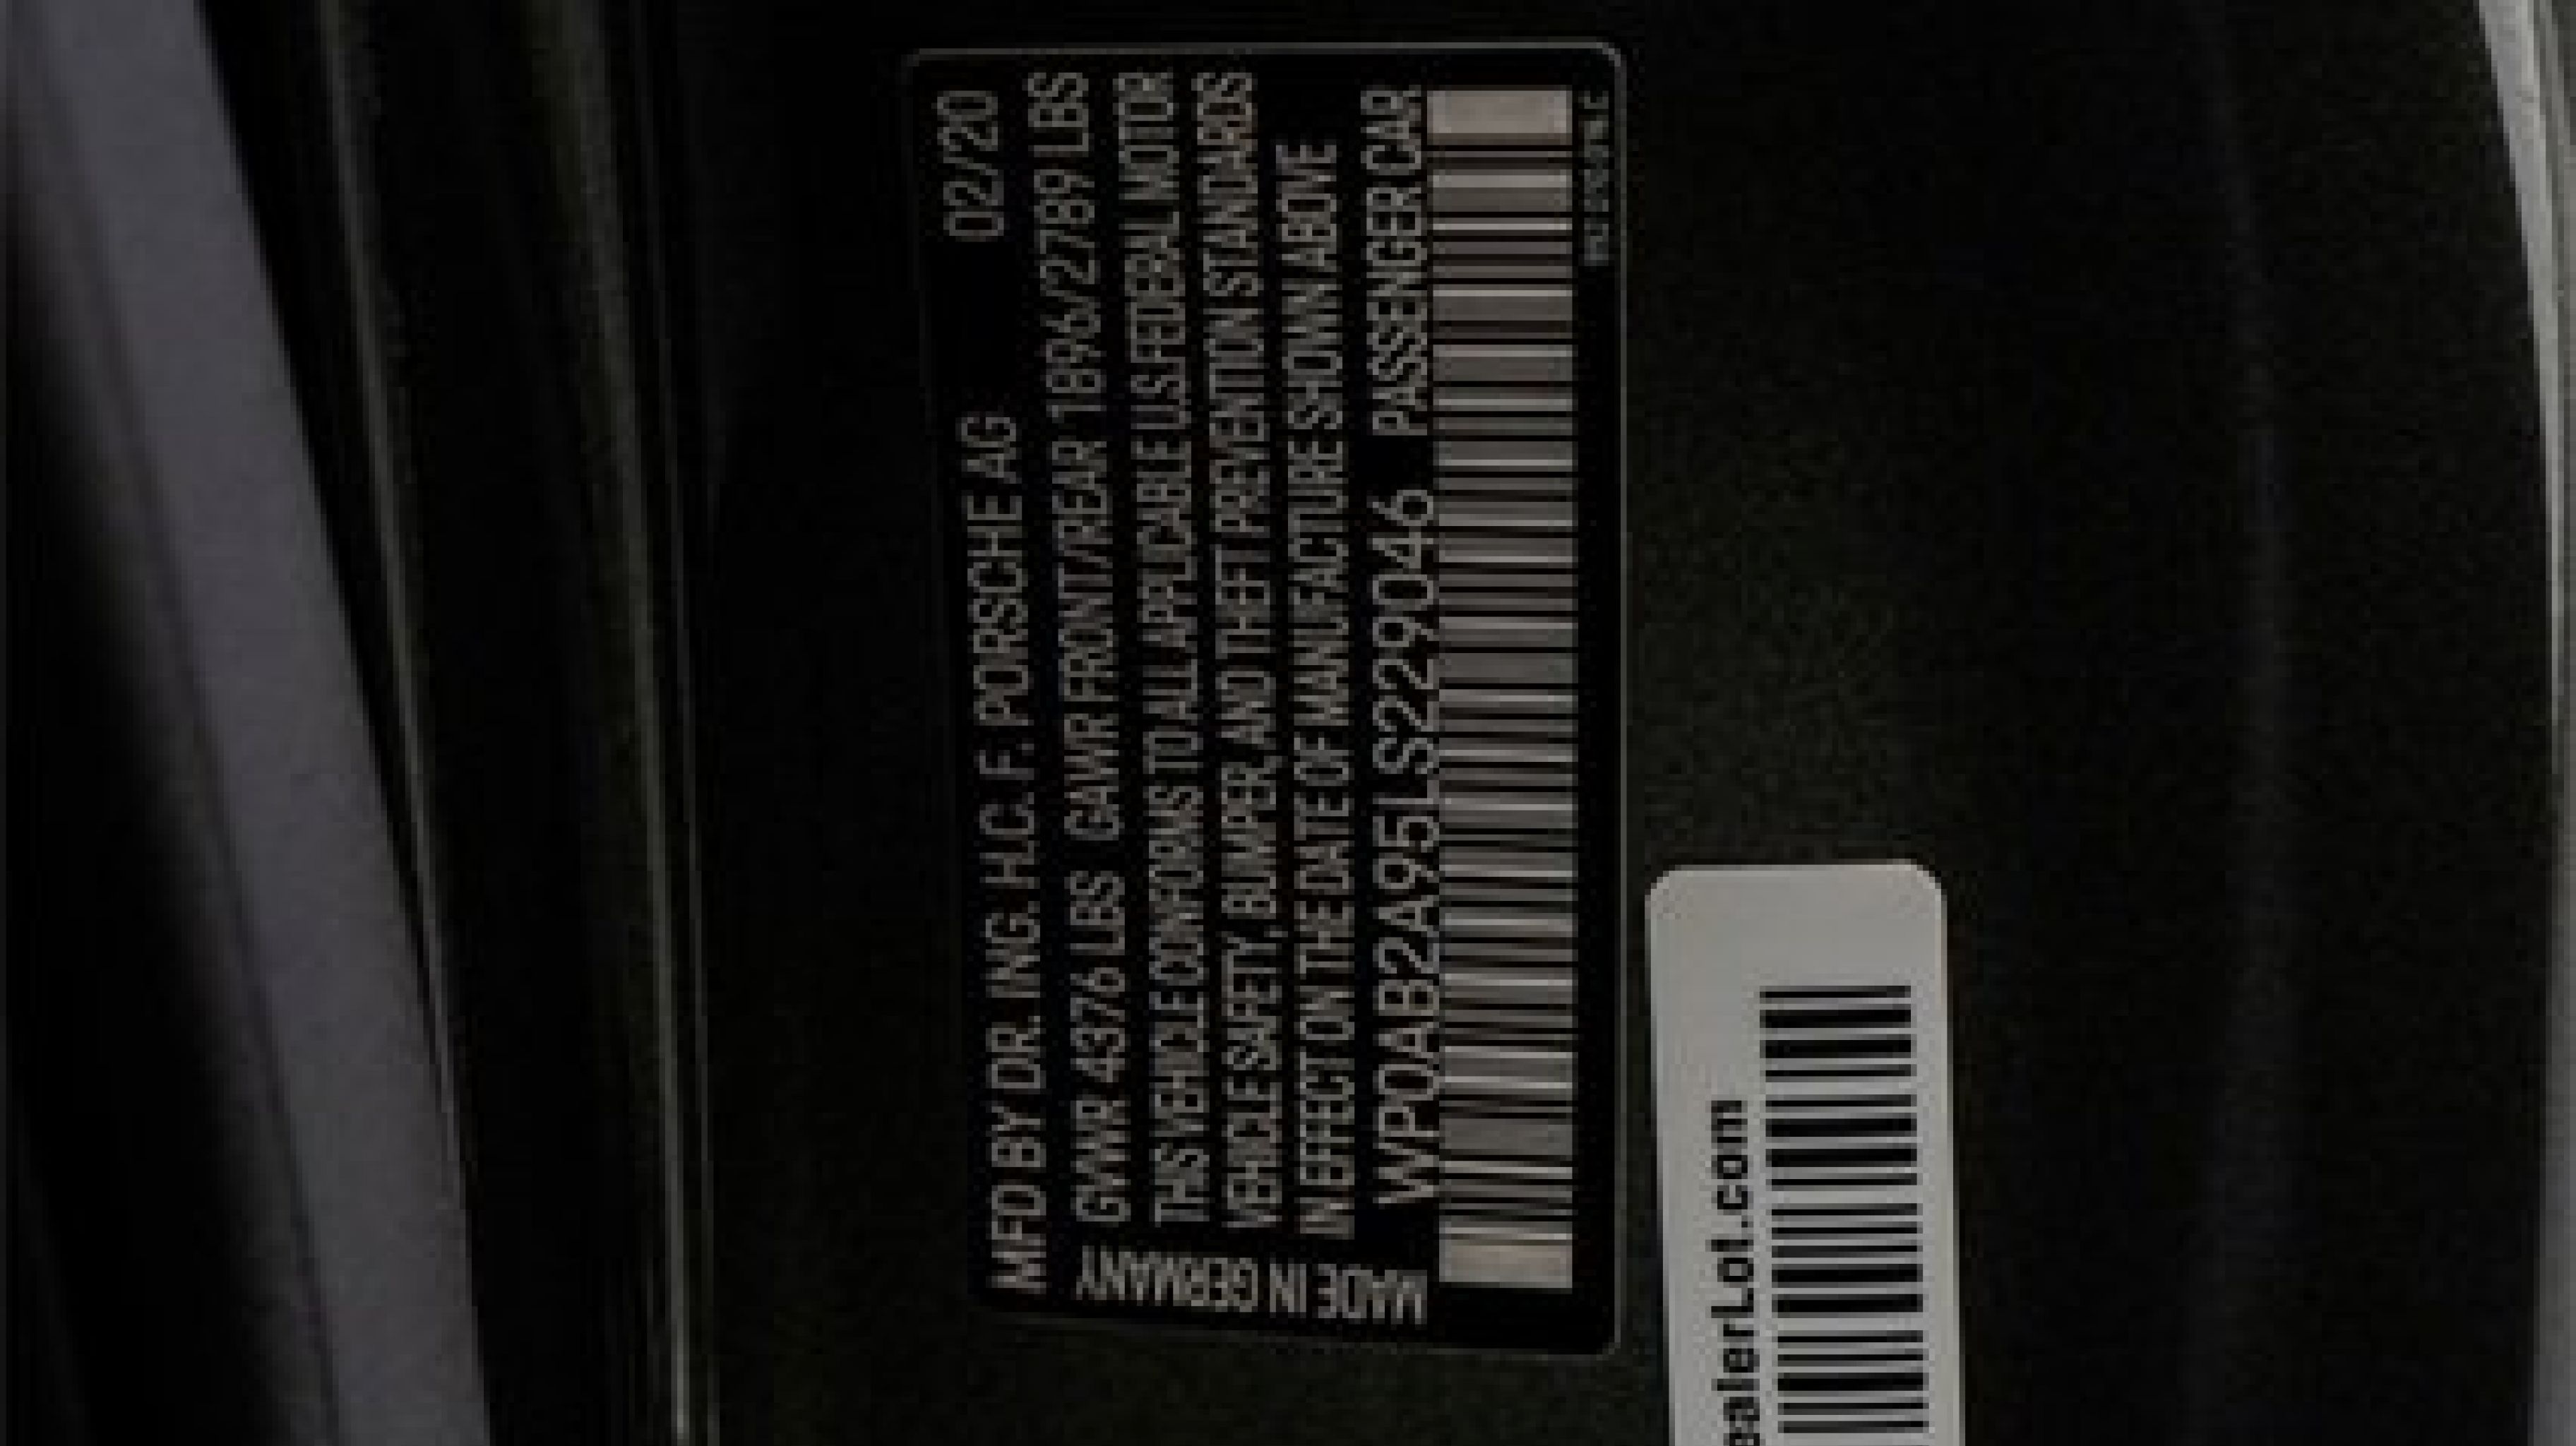 MFD BY DR. ING. H.C. F. PORSCHE AG 02/20
GVWR 4376 LBS GAWR FRONT/REAR 1896/2789 LBS
THIS VEHICLE CONFORMS TO ALL APPLICABLE U.S. FEDERAL MOTOR
VEHICLE SAFETY, BUMPER, AND THEFT PREVENTION STANDARDS
IN EFFECT ON THE DATE OF MANUFACTURE SHOWN ABOVE
WP0AB2A95LS229046 PASSENGER CAR
MADE IN GERMANY
ealerLot.com